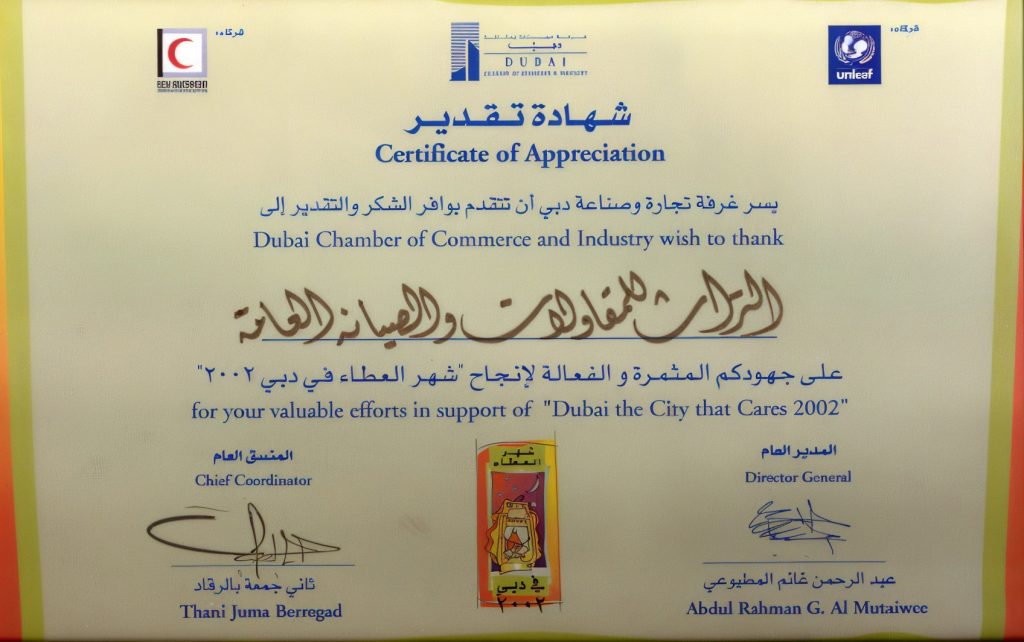 شركاء
شركاء
DUBAI
unicef
شهادة تقدير
Certificate of Appreciation
يسر غرفة تجارة وصناعة دبي أن تتقدم بوافر الشكر والتقدير إلى
Dubai Chamber of Commerce and Industry wish to thank
التراث للمقاولات والصيانه العامة
على جهودكم المثمرة و الفعالة لإنجاح "شهر العطاء في دبي ٢٠٠٢"
for your valuable efforts in support of "Dubai the City that Cares 2002"
المنسق العام
Chief Coordinator
المدير العام
Director General
شهر
العطاء
في دبي
٢٠٠٢
ثاني جمعة بالرقاد
Thani Juma Berregad
عبد الرحمن غانم المطيوعي
Abdul Rahman G. Al Mutaiwee